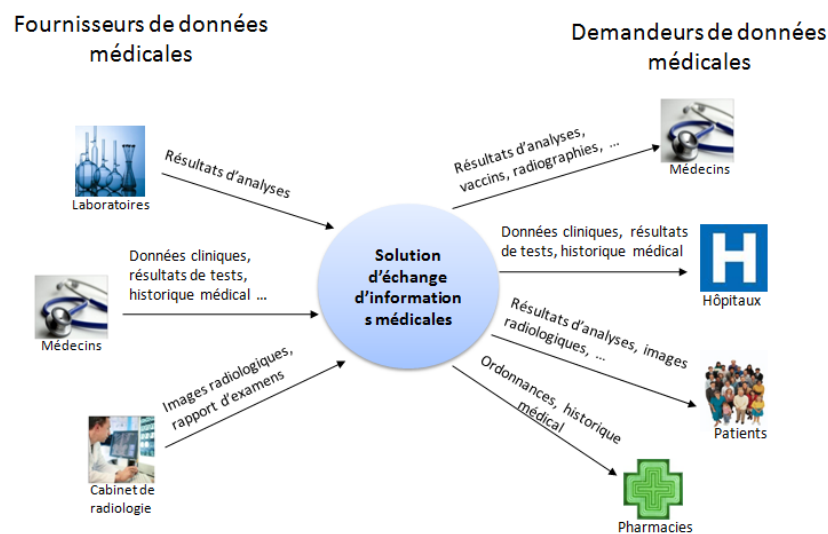 Fournisseurs de données
médicales
Demandeurs de données
médicales
Laboratoires
Résultats d'analyses
Médecins
Données cliniques,
résultats de tests,
historique médical ...
Cabinet de
radiologie
Images radiologiques,
rapport d'examens
Solution
d'échange
d'information
s médicales
Résultats d'analyses,
vaccins, radiographies, ...
Médecins
Données cliniques, résultats
de tests, historique médical
H
Hôpitaux
Résultats d'analyses, images
radiologiques, ...
Patients
Ordonnances, historique
médical
Pharmacies